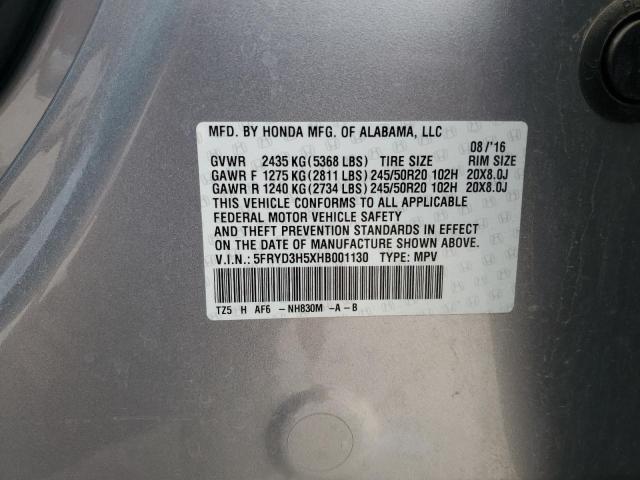 MFD. BY HONDA MFG. OF ALABAMA, LLC
08 /'16
GVWR 2435 KG (5368 LBS) TIRE SIZE RIM SIZE
GAWR F 1275 KG (2811 LBS) 245/50R20 102H 20X8.0J
GAWR R 1240 KG (2734 LBS) 245/50R20 102H 20X8.0J
THIS VEHICLE CONFORMS TO ALL APPLICABLE
FEDERAL MOTOR VEHICLE SAFETY
AND THEFT PREVENTION STANDARDS IN EFFECT
ON THE DATE OF MANUFACTURE SHOWN ABOVE.
V.I.N.: 5FRYD3H5XHB001130 TYPE: MPV
TZ5 H AF6 -NH830M -A-B